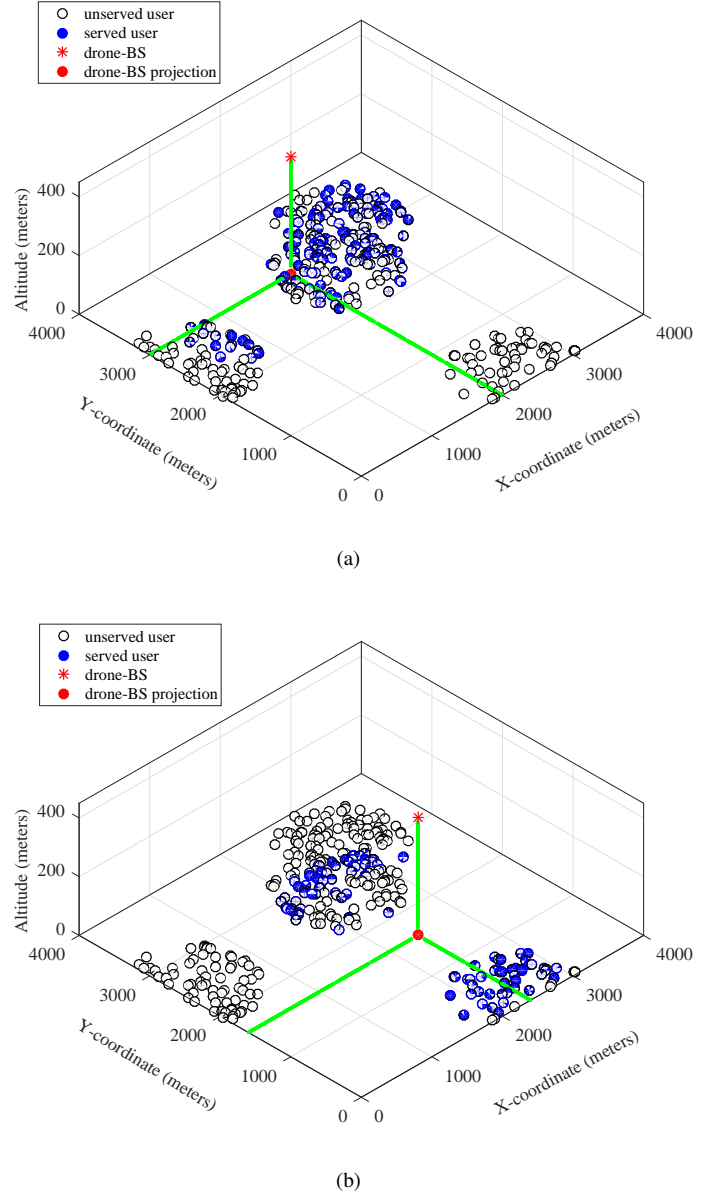 unserved user
served user
drone-BS
drone-BS projection
400
200
0
Altitude (meters)
4000
3000
2000
1000
0
Y-coordinate (meters)
0
1000
2000
3000
4000
X-coordinate (meters)
(a)
unserved user
served user
drone-BS
drone-BS projection
400
200
0
Altitude (meters)
4000
3000
2000
1000
0
Y-coordinate (meters)
0
1000
2000
3000
4000
X-coordinate (meters)
(b)